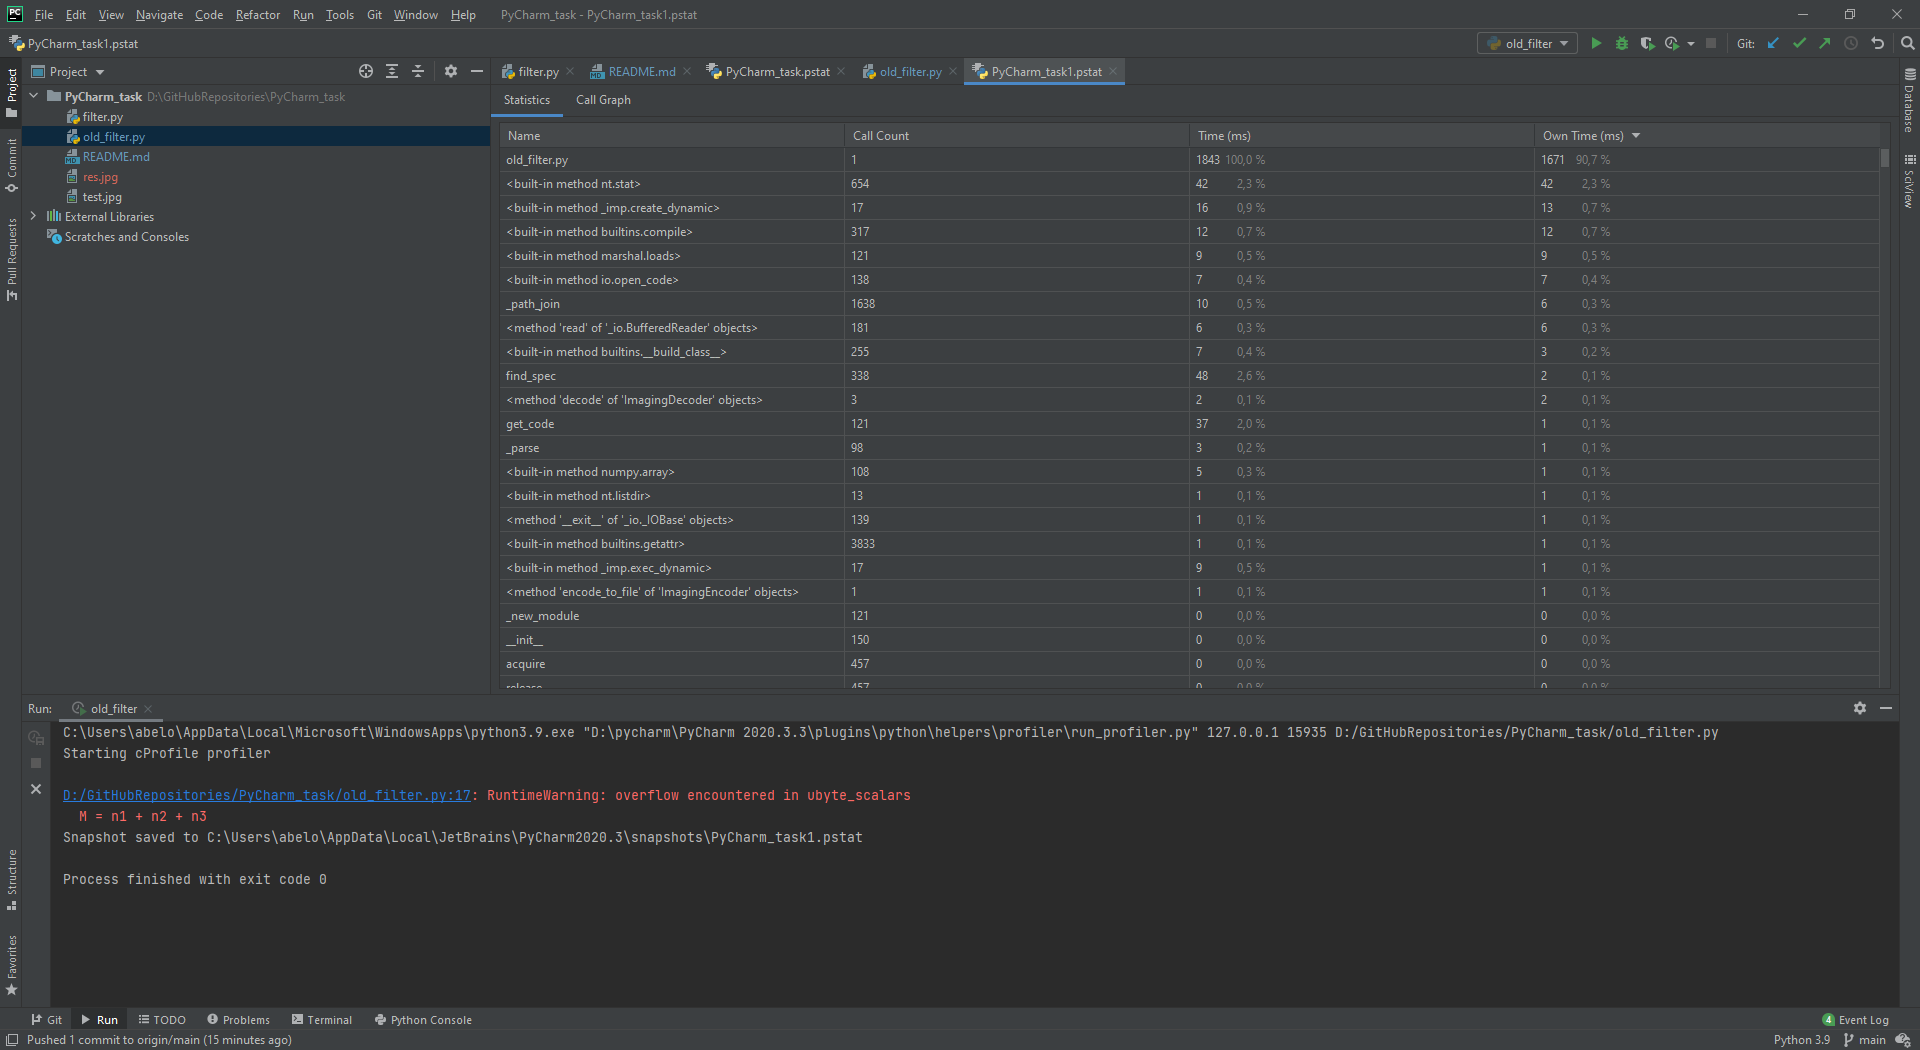 PC File Edit View Navigate Code Refactor Run Tools Git Window Help PyCharm_task - PyCharm_task1.pstat
PyCharm_task1.pstat old_filter Git:
Project
filter.py README.md PyCharm_task.pstat old_filter.py PyCharm_task1.pstat
PyCharm_task D:\GitHubRepositories\PyCharm_task
filter.py
old_filter.py
README.md
res.jpg
test.jpg
External Libraries
Scratches and Consoles
Project
Commit
Pull Requests
Structure
Favorites
Database
SciView
Statistics Call Graph
Name Call Count Time (ms) Own Time (ms)
old_filter.py 1 1843 100,0 % 1671 90,7 %
<built-in method nt.stat> 654 42 2,3 % 42 2,3 %
<built-in method _imp.create_dynamic> 17 16 0,9 % 13 0,7 %
<built-in method builtins.compile> 317 12 0,7 % 12 0,7 %
<built-in method marshal.loads> 121 9 0,5 % 9 0,5 %
<built-in method io.open_code> 138 7 0,4 % 7 0,4 %
_path_join 1638 10 0,5 % 6 0,3 %
<method 'read' of '_io.BufferedReader' objects> 181 6 0,3 % 6 0,3 %
<built-in method builtins.__build_class__> 255 7 0,4 % 3 0,2 %
find_spec 338 48 2,6 % 2 0,1 %
<method 'decode' of 'ImagingDecoder' objects> 3 2 0,1 % 2 0,1 %
get_code 121 37 2,0 % 1 0,1 %
_parse 98 3 0,2 % 1 0,1 %
<built-in method numpy.array> 108 5 0,3 % 1 0,1 %
<built-in method nt.listdir> 13 1 0,1 % 1 0,1 %
<method '__exit__' of '_io._IOBase' objects> 139 1 0,1 % 1 0,1 %
<built-in method builtins.getattr> 3833 1 0,1 % 1 0,1 %
<built-in method _imp.exec_dynamic> 17 9 0,5 % 1 0,1 %
<method 'encode_to_file' of 'ImagingEncoder' objects> 1 1 0,1 % 1 0,1 %
_new_module 121 0 0,0 % 0 0,0 %
__init__ 150 0 0,0 % 0 0,0 %
acquire 457 0 0,0 % 0 0,0 %
release 457 0 0,0 % 0 0,0 %
Run: old_filter
C:\Users\abelo\AppData\Local\Microsoft\WindowsApps\python3.9.exe "D:\pycharm\PyCharm 2020.3.3\plugins\python\helpers\profiler\run_profiler.py" 127.0.0.1 15935 D:/GitHubRepositories/PyCharm_task/old_filter.py
Starting cProfile profiler
D:/GitHubRepositories/PyCharm_task/old_filter.py:17: RuntimeWarning: overflow encountered in ubyte_scalars
M = n1 + n2 + n3
Snapshot saved to C:\Users\abelo\AppData\Local\JetBrains\PyCharm2020.3\snapshots\PyCharm_task1.pstat
Process finished with exit code 0
Git Run TODO Problems Terminal Python Console 4 Event Log
Pushed 1 commit to origin/main (15 minutes ago) Python 3.9 main